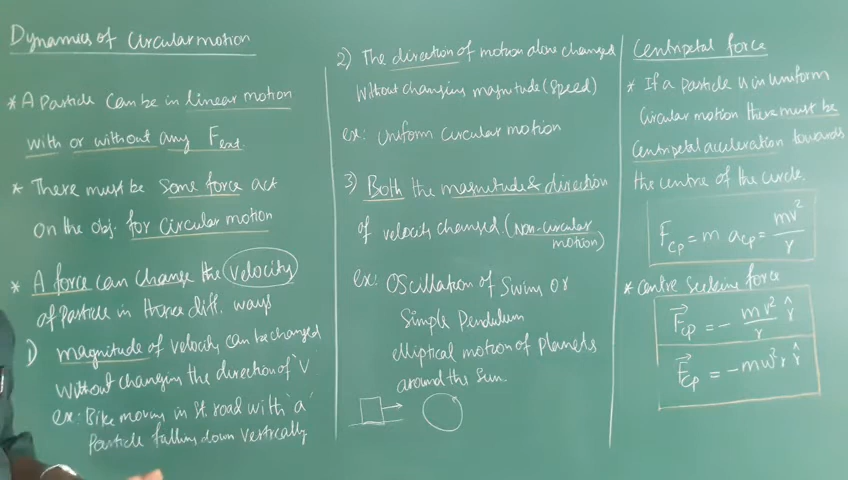 Dynamics of Circular motion
* A Particle can be in linear motion
with or without any F_ext.
* There must be some force act
on the obj. for circular motion
* A force can change the velocity
of particle in three diff. ways
1) magnitude of velocity can be changed
without changing the direction of 'V
ex: Bike moving in st. road with 'a'
Particle falling down vertically
2) The direction of motion alone changed
without changing magnitude (speed)
ex: Uniform circular motion
3) Both the magnitude & direction
of velocity changed. (Non-circular
motion)
ex: Oscillation of Swing or
Simple Pendulum
elliptical motion of planets
around the Sun.
Centripetal force
* If a particle is in uniform
circular motion there must be
centripetal acceleration towards
the centre of the circle.
F_cp = m a_cp = mv²/r
* Centre seeking force
F⃗_cp = - mv²/r r̂
F⃗_cp = -mω²r r̂